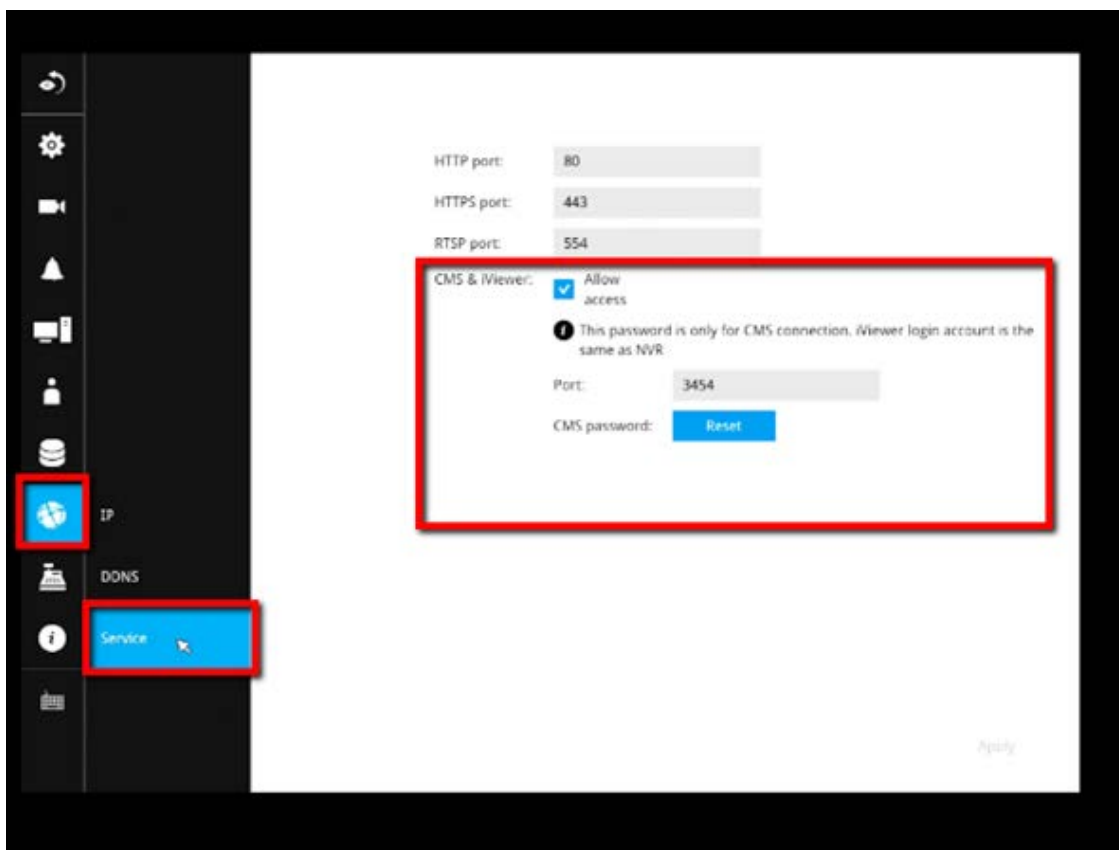 HTTP port: 80
HTTPS port: 443
RTSP port: 554
CMS & iViewer: Allow
access
This password is only for CMS connection. iViewer login account is the
same as NVR
Port: 3454
CMS password: Reset
IP
DDNS
Service
Apply